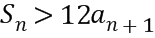 Sₙ > 12aₙ ₊ ₁